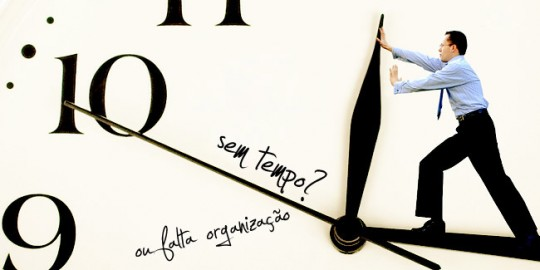 11
10
sem tempo?
9
ou falta organização